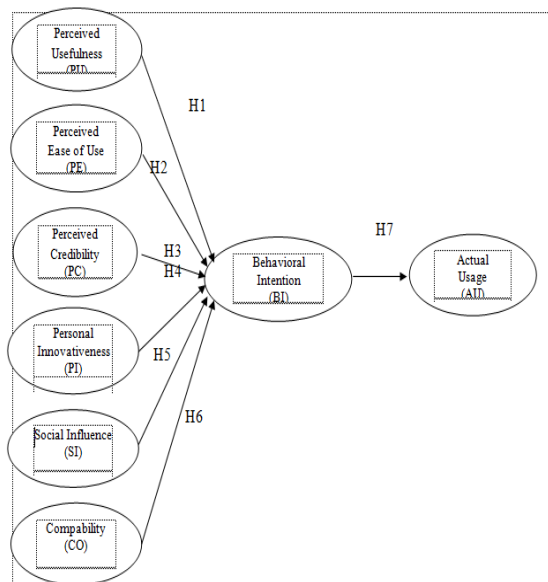 Perceived
Usefulness
(PU)
H1
Perceived
Ease of Use
(PE)
H2
Perceived
Credibility
(PC)
H3
H4
Behavioral
Intention
(BI)
H7
Actual
Usage
(AU)
Personal
Innovativeness
(PI)
H5
Social Influence
(SI)
H6
Compability
(CO)